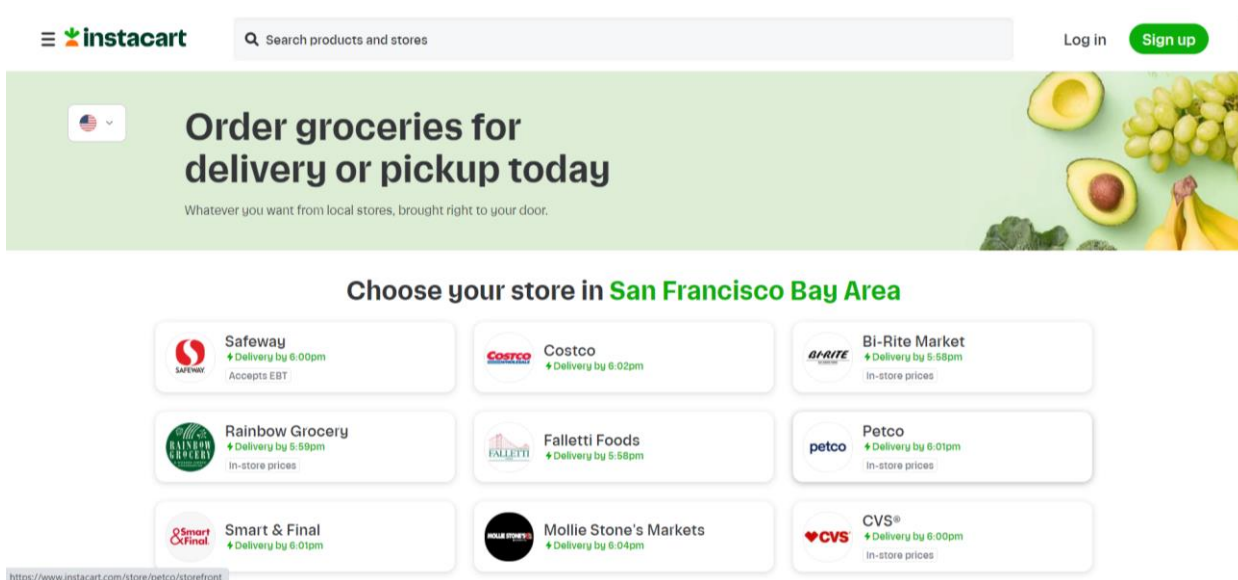 instacart
Search products and stores
Log in
Sign up
Order groceries for
delivery or pickup today
Whatever you want from local stores, brought right to your door.
Choose your store in San Francisco Bay Area
SAFEWAY
Safeway
Delivery by 6:00pm
Accepts EBT
COSTCO
WHOLESALE
Costco
Delivery by 6:02pm
BI-RITE
Bi-Rite Market
Delivery by 5:58pm
In-store prices
RAINBOW
GROCERY
Rainbow Grocery
Delivery by 5:59pm
In-store prices
FALLETTI
Falletti Foods
Delivery by 5:58pm
petco
Petco
Delivery by 6:01pm
In-store prices
Smart
&Final.
Smart & Final
Delivery by 6:01pm
MOLLIE STONE'S
Mollie Stone's Markets
Delivery by 6:04pm
CVS
CVS®
Delivery by 6:00pm
In-store prices
https://www.instacart.com/store/petco/storefront